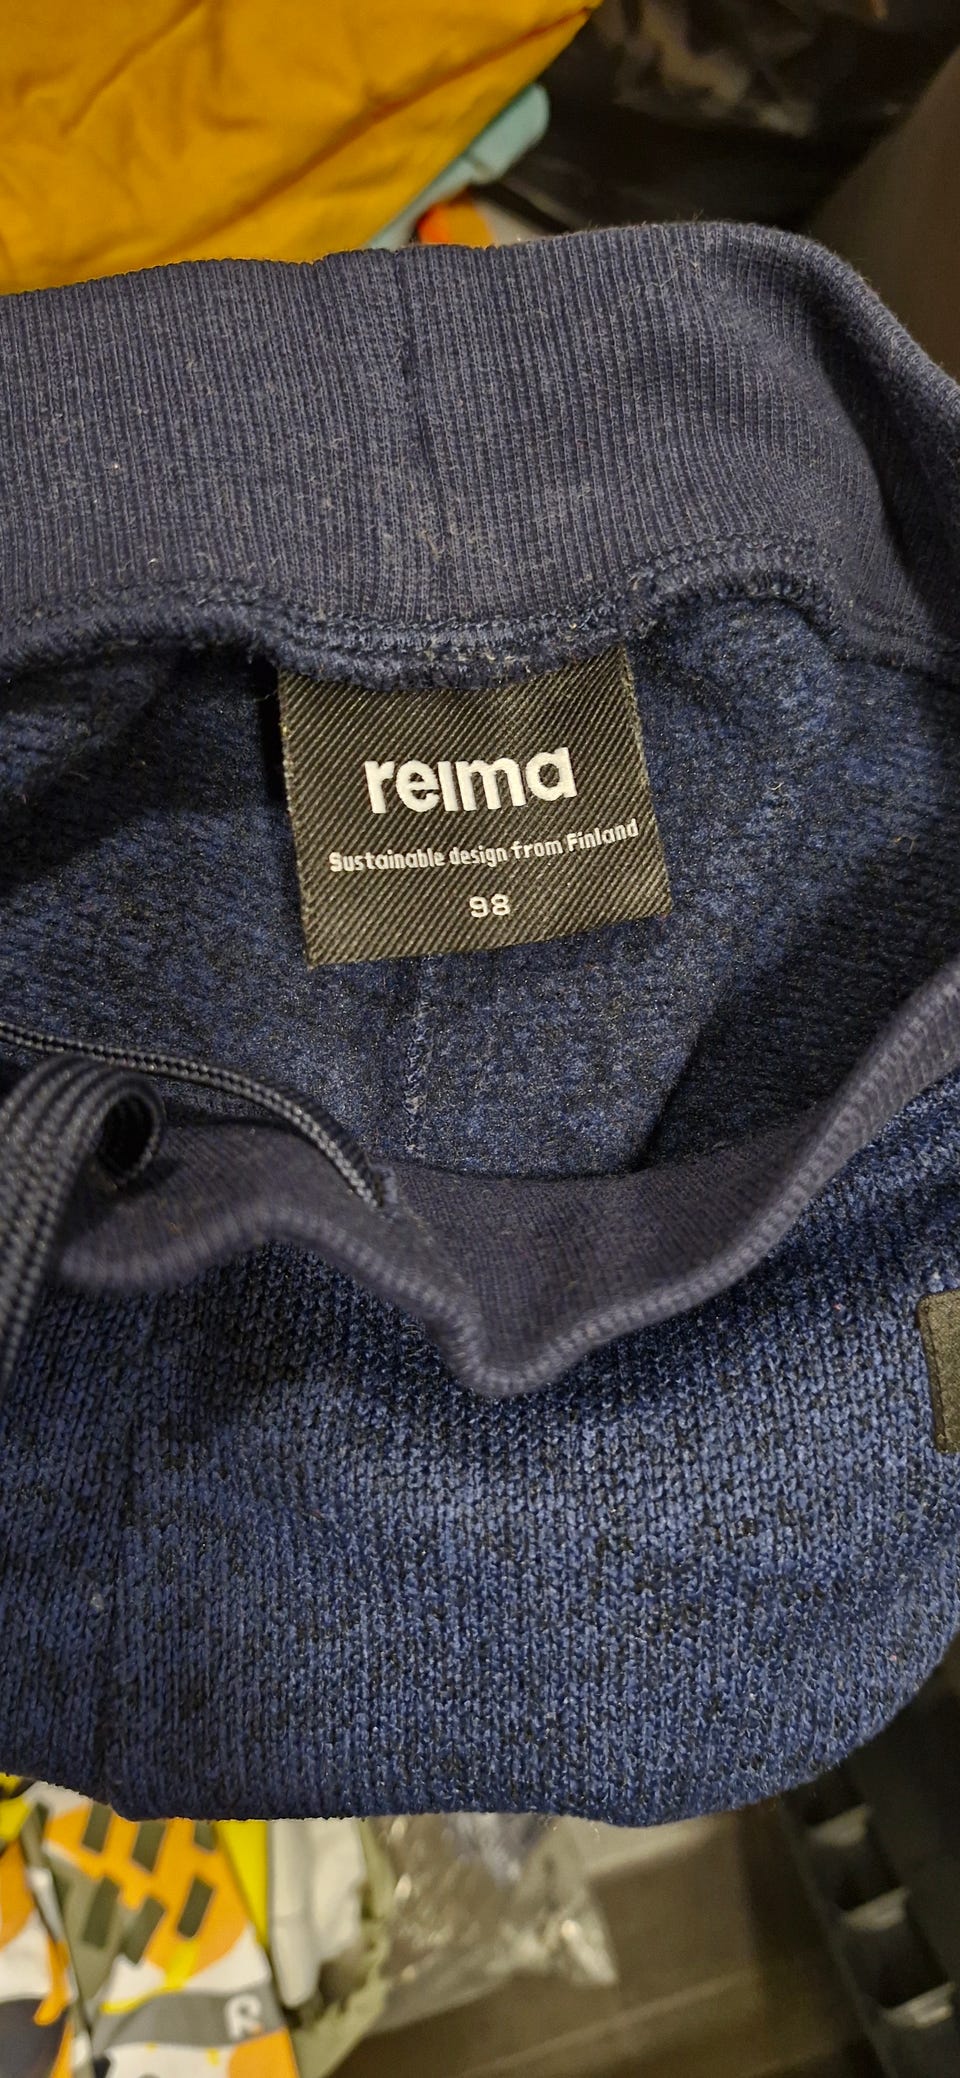 reima
Sustainable design from Finland
98
R